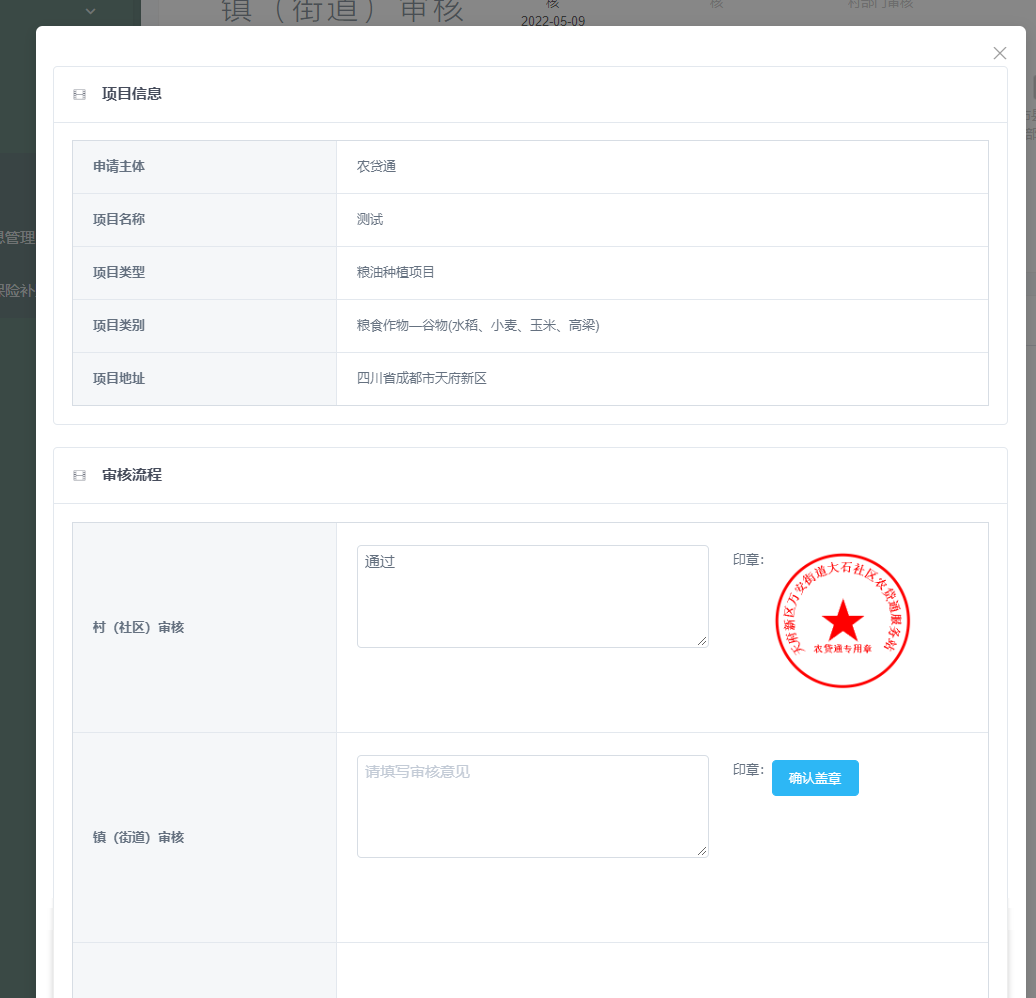 镇（街道）审核
核
2022-05-09
核
村部门审核
项目信息
申请主体
农贷通
项目名称
测试
项目类型
粮油种植项目
项目类别
粮食作物—谷物(水稻、小麦、玉米、高梁)
项目地址
四川省成都市天府新区
管理
保险补
审核流程
村（社区）审核
通过
印章：
天府新区万安街道大石社区农贷通服务站
农贷通专用章
镇（街道）审核
请填写审核意见
印章：
确认盖章